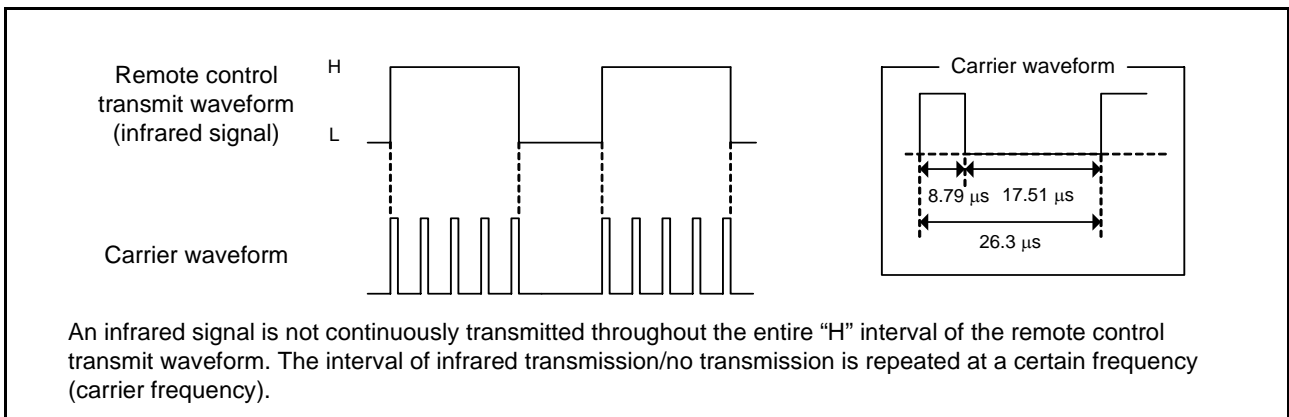 Remote control
transmit waveform
(infrared signal)
H
L
Carrier waveform
Carrier waveform
8.79 μs
17.51 μs
26.3 μs
An infrared signal is not continuously transmitted throughout the entire “H” interval of the remote control
transmit waveform. The interval of infrared transmission/no transmission is repeated at a certain frequency
(carrier frequency).